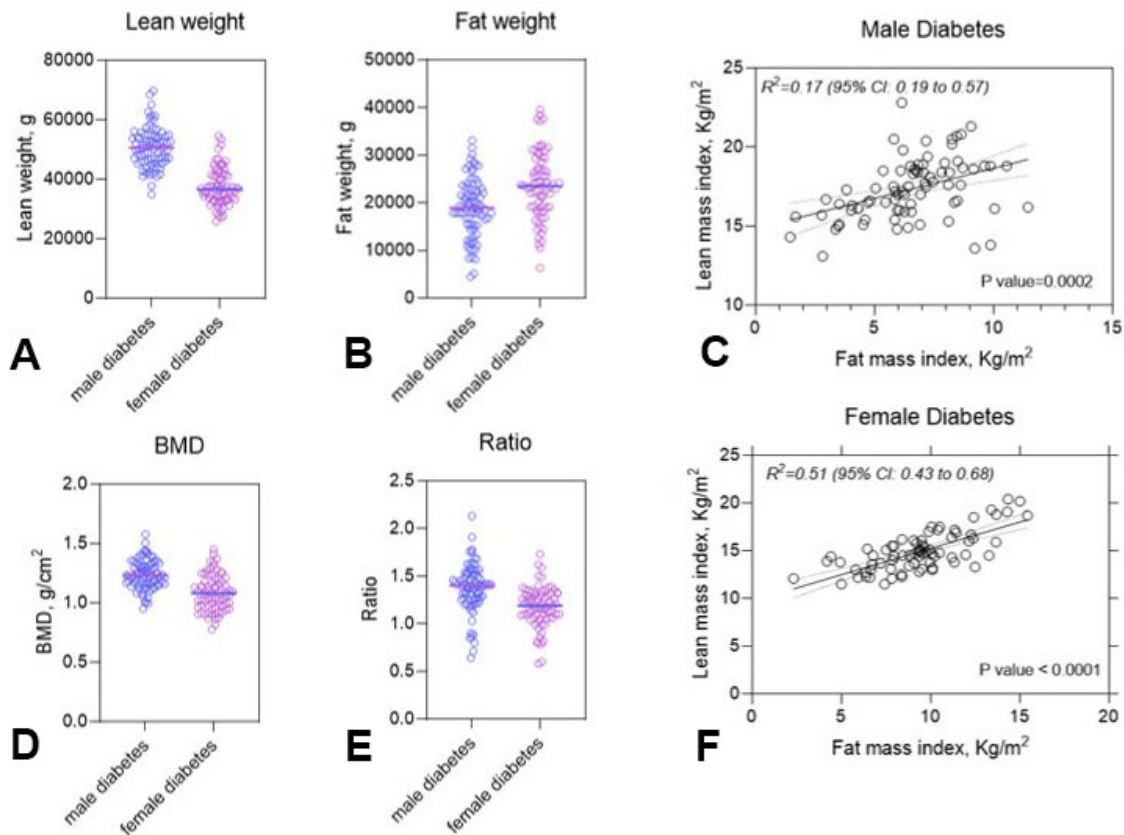 Lean weight
80000
60000
40000
20000
0
Lean weight, g
male diabetes
female diabetes
A
Fat weight
50000
40000
30000
20000
10000
0
Fat weight, g
male diabetes
female diabetes
B
Male Diabetes
R²=0.17 (95% CI: 0.19 to 0.57)
25
20
15
10
Lean mass index, Kg/m²
P value=0.0002
0
5
10
15
Fat mass index, Kg/m²
C
BMD
2.0
1.5
1.0
0.5
0.0
BMD, g/cm²
male diabetes
female diabetes
D
Ratio
2.5
2.0
1.5
1.0
0.5
0.0
Ratio
male diabetes
female diabetes
E
Female Diabetes
R²=0.51 (95% CI: 0.43 to 0.68)
25
20
15
10
5
0
Lean mass index, Kg/m²
P value < 0.0001
0
5
10
15
20
Fat mass index, Kg/m²
F